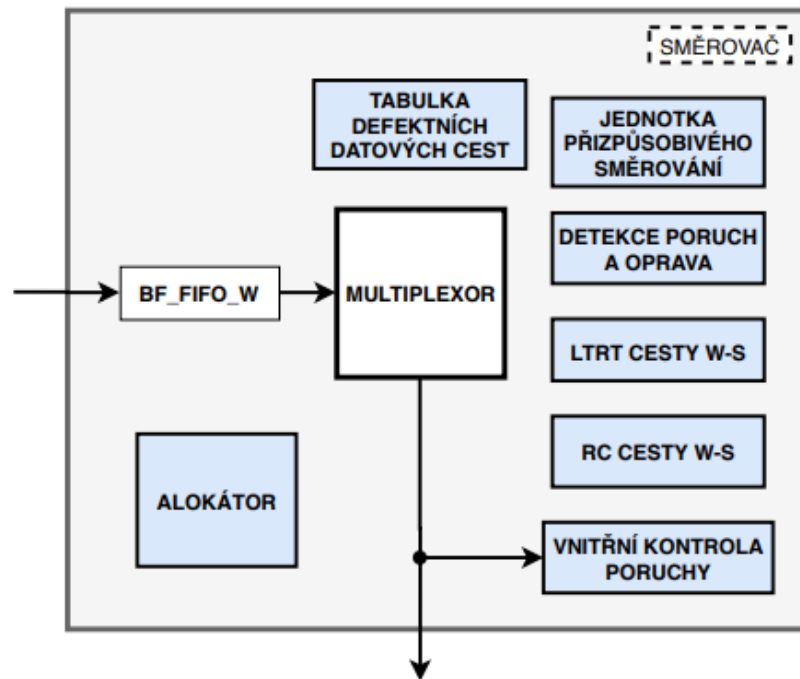 SMĚROVAČ
TABULKA
DEFEKTNÍCH
DATOVÝCH CEST
JEDNOTKA
PŘIZPŮSOBIVÉHO
SMĚROVÁNÍ
DETEKCE PORUCH
A OPRAVA
BF_FIFO_W
MULTIPLEXOR
LTRT CESTY W-S
RC CESTY W-S
ALOKÁTOR
VNITŘNÍ KONTROLA
PORUCHY